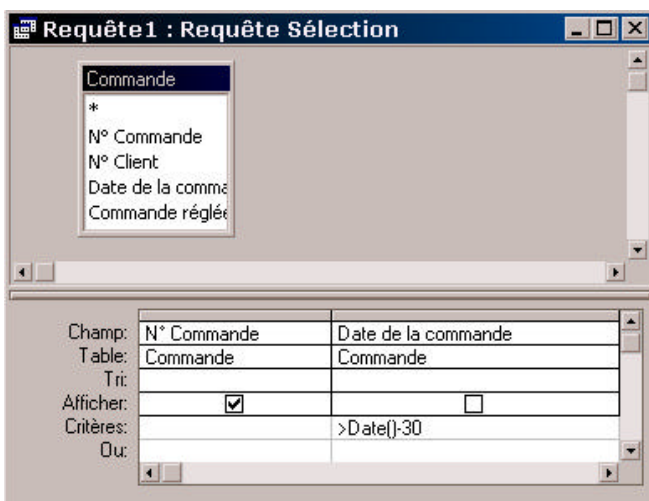 Requête1 : Requête Sélection
Commande
*
N° Commande
N° Client
Date de la comma
Commande réglée
Champ: N° Commande Date de la commande
Table: Commande Commande
Tri:
Afficher:
Critères: >Date()-30
Ou: